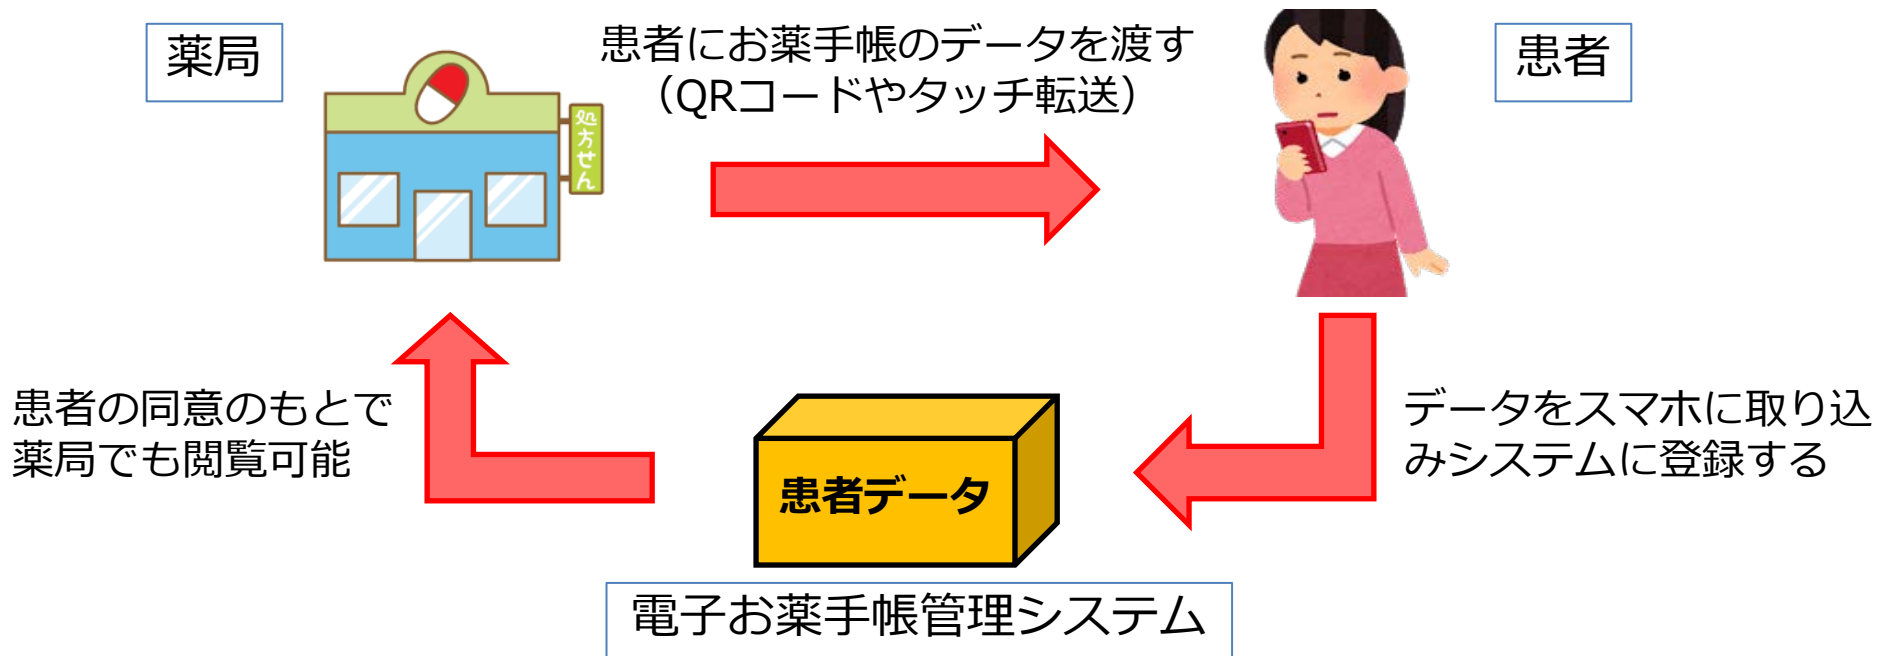 薬局
患者にお薬手帳のデータを渡す
（QRコードやタッチ転送）
患者
処方せん
患者の同意のもとで
薬局でも閲覧可能
データをスマホに取り込
みシステムに登録する
患者データ
電子お薬手帳管理システム